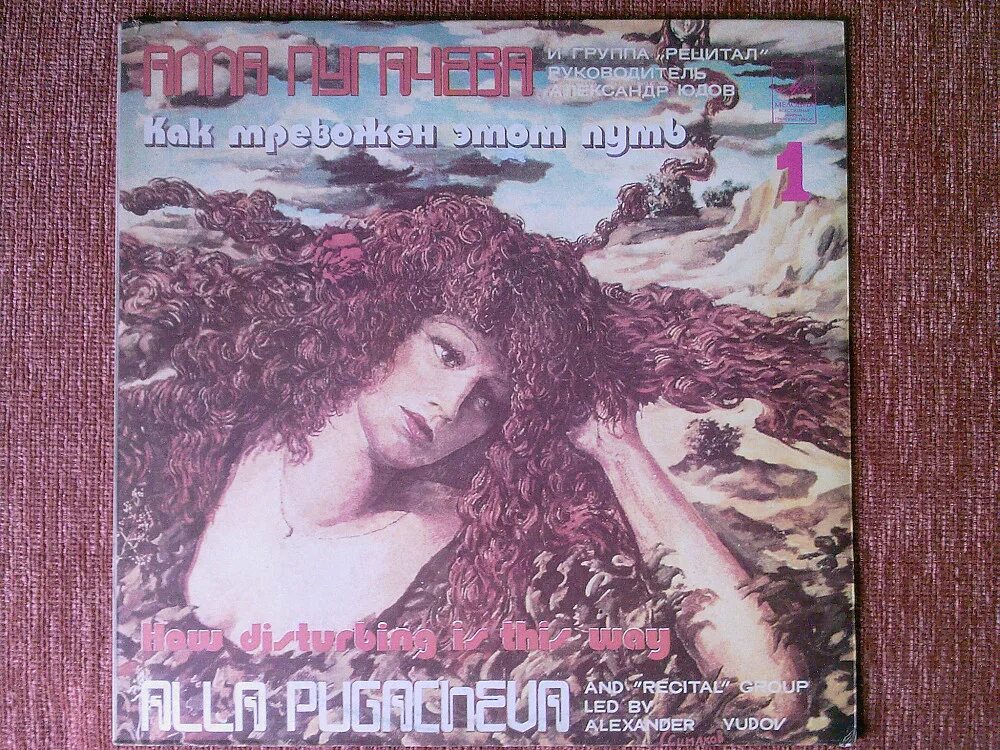 АЛЛА ПУГАЧЕВА
И ГРУППА „РЕЦИТАЛ"
РУКОВОДИТЕЛЬ
АЛЕКСАНДР ЮДОВ
Как тревожен этот путь
1
How disturbing is this way
ALLA PUGAChEVA
AND "RECITAL" GROUP
LED BY
ALEXANDER YUDOV